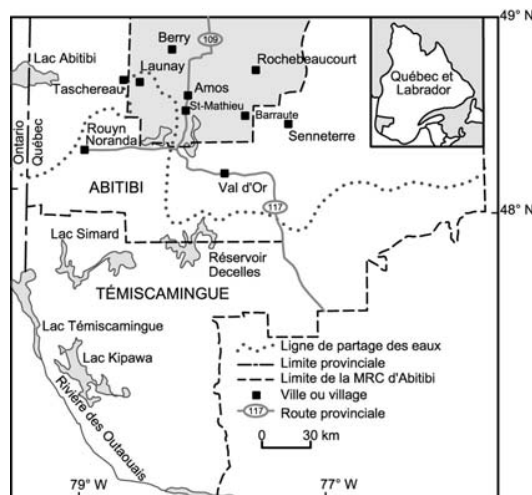 49° N
109
Berry
Lac Abitibi
Launay
Rochebeaucourt
Québec et
Labrador
Taschereau
Amos
St-Mathieu
Barraute
Rouyn
Noranda
Senneterre
Ontario
Québec
ABITIBI
Val d'Or
117
48° N
Lac Simard
Réservoir
Decelles
TÉMISCAMINGUE
Lac Témiscamingue
Lac Kipawa
Rivière des Outaouais
Ligne de partage des eaux
Limite provinciale
Limite de la MRC d'Abitibi
Ville ou village
117 Route provinciale
0 30 km
79° W
77° W